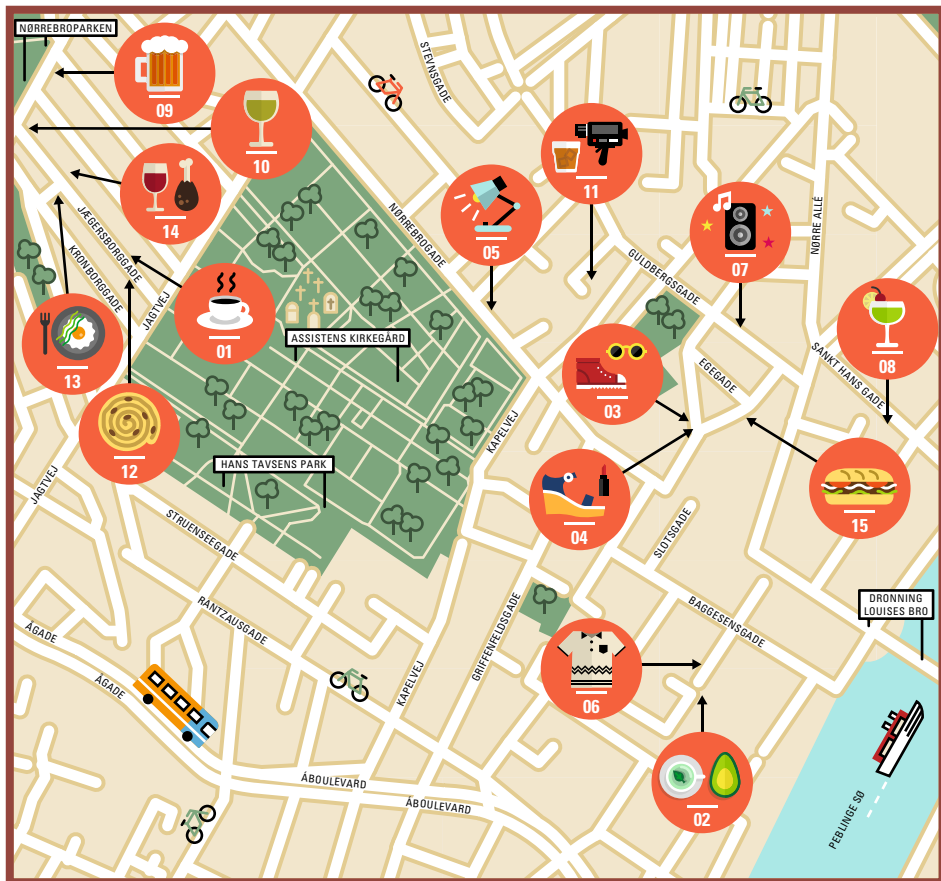 NØRREBROPARKEN
09
10
14
STEVNSGADE
11
05
NØRREBROGADE
07
NØRRE ALLÉ
GULDBERGSGADE
JÆGERSBORGGADE
KRONBORGGADE
JAGTVEJ
01
13
12
ASSISTENS KIRKEGÅRD
HANS TAVSENS PARK
KAPELVEJ
03
EGEGADE
SANKT HANS GADE
08
04
15
JAGTVEJ
STRUENSEEGADE
RANTZAUSGADE
ÅGADE
ÅGADE
KAPELVEJ
GRIFFENFELDSGADE
SLOTSGADE
BAGGESENSGADE
DRONNING
LOUISES BRO
06
02
ÅBOULEVARD
ÅBOULEVARD
PEBLINGE SØ